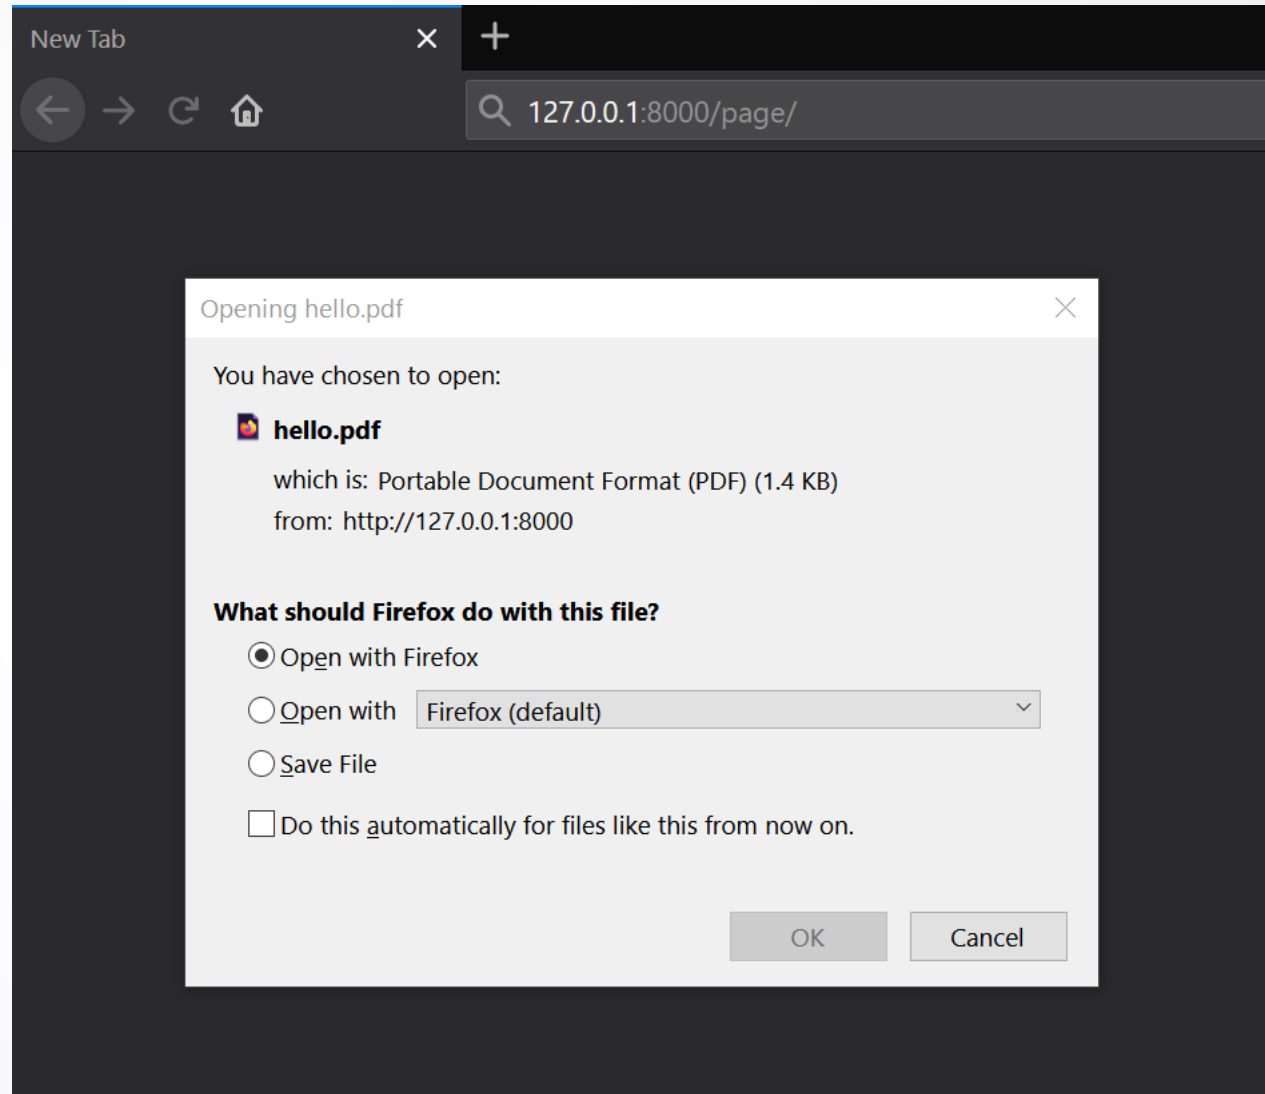 New Tab
127.0.0.1:8000/page/
Opening hello.pdf
You have chosen to open:
hello.pdf
which is: Portable Document Format (PDF) (1.4 KB)
from: http://127.0.0.1:8000
What should Firefox do with this file?
Open with Firefox
Open with Firefox (default)
Save File
Do this automatically for files like this from now on.
OK Cancel